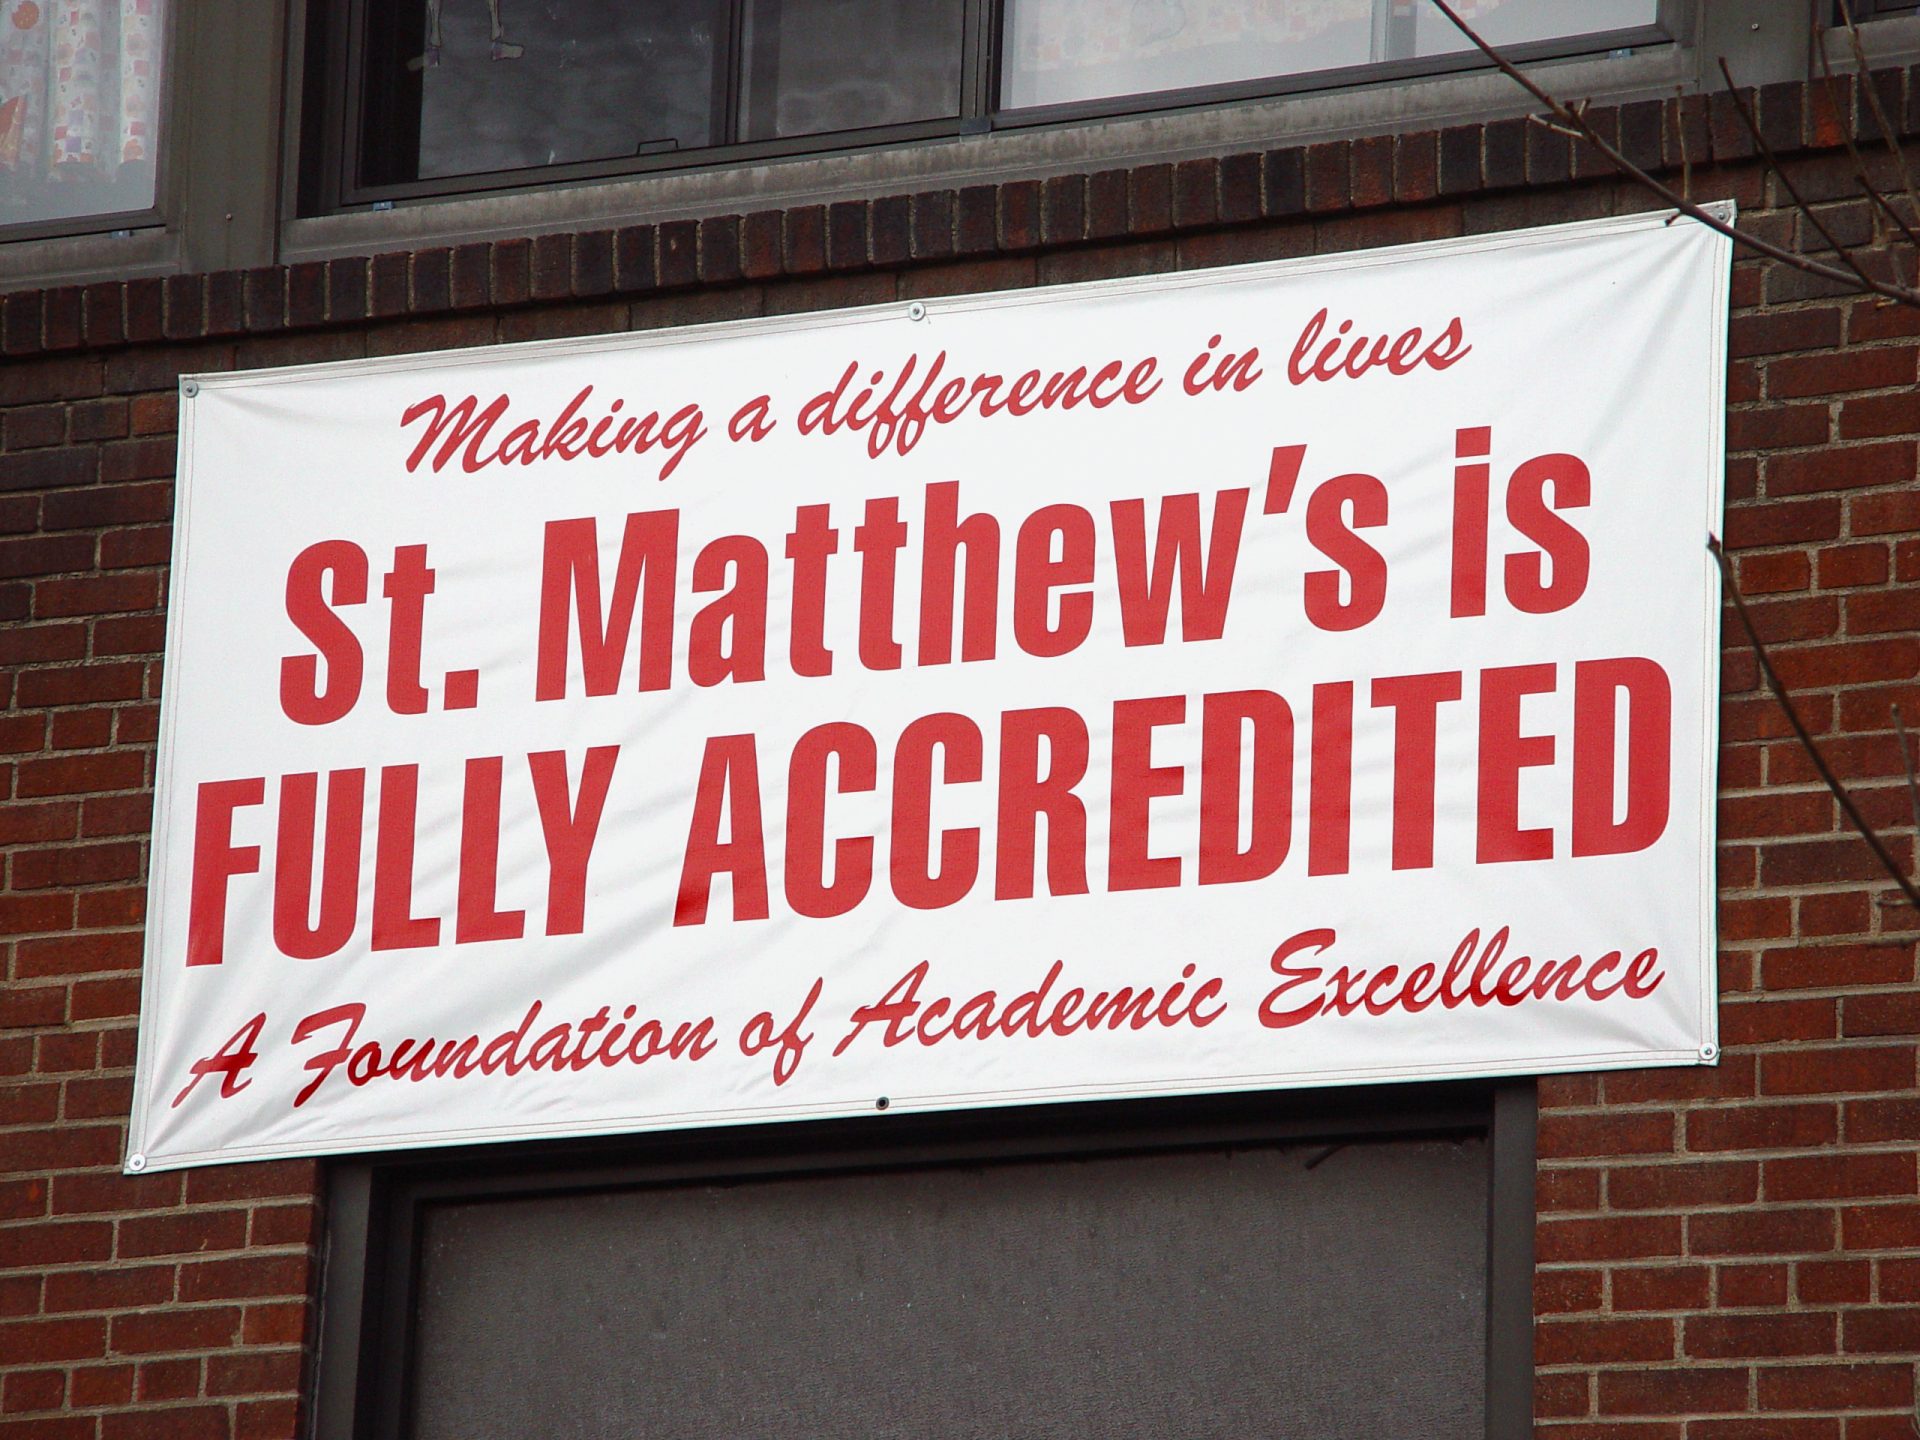 Making a difference in lives
St. Matthew's is
FULLY ACCREDITED
A Foundation of Academic Excellence